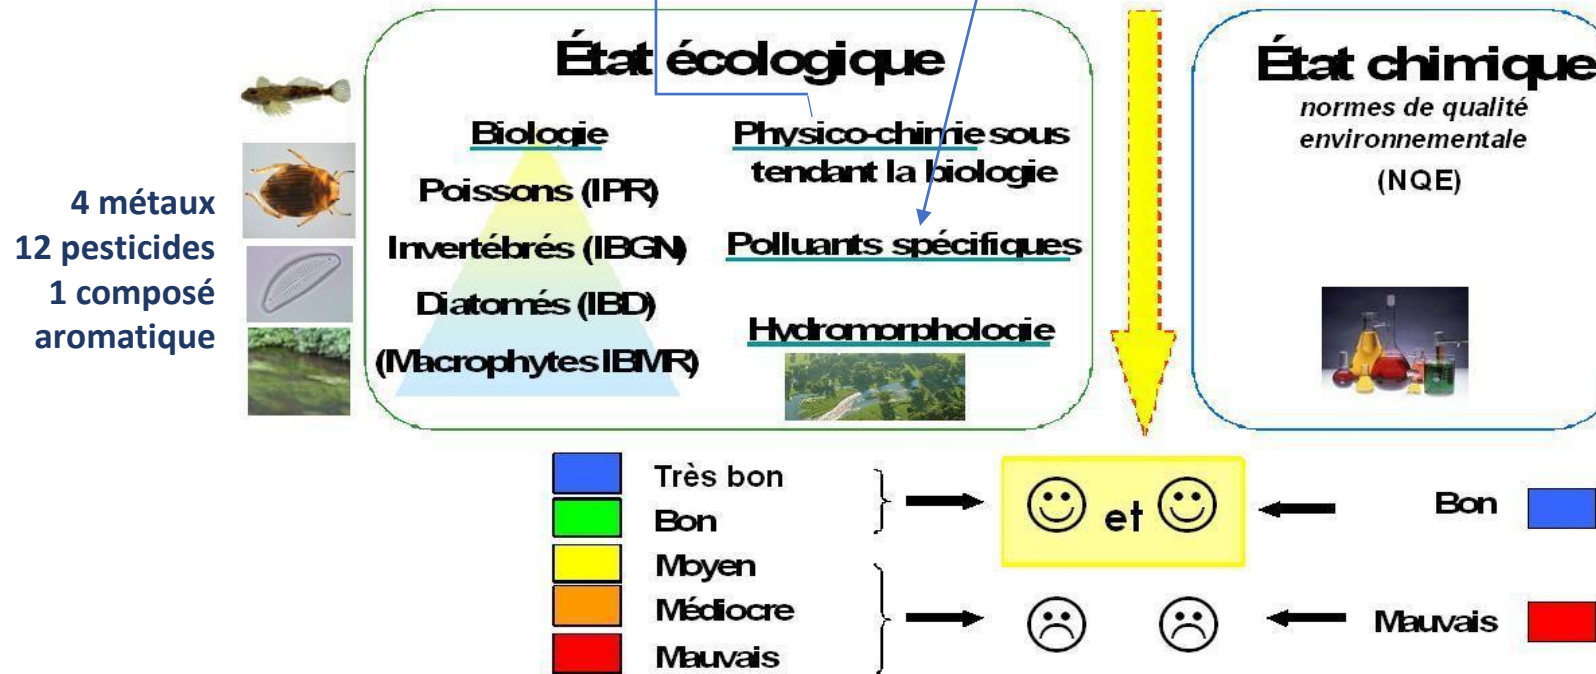 État écologique
Biologie
Poissons (IPR)
Invertébrés (IBGN)
Diatomés (IBD)
(Macrophytes IBMR)
Physico-chimie sous
tendant la biologie
Polluants spécifiques
Hydromorphologie
4 métaux
12 pesticides
1 composé
aromatique
État chimique
normes de qualité
environnementale
(NQE)
Très bon
Bon
Moyen
Médiocre
Mauvais
et
Bon
Mauvais